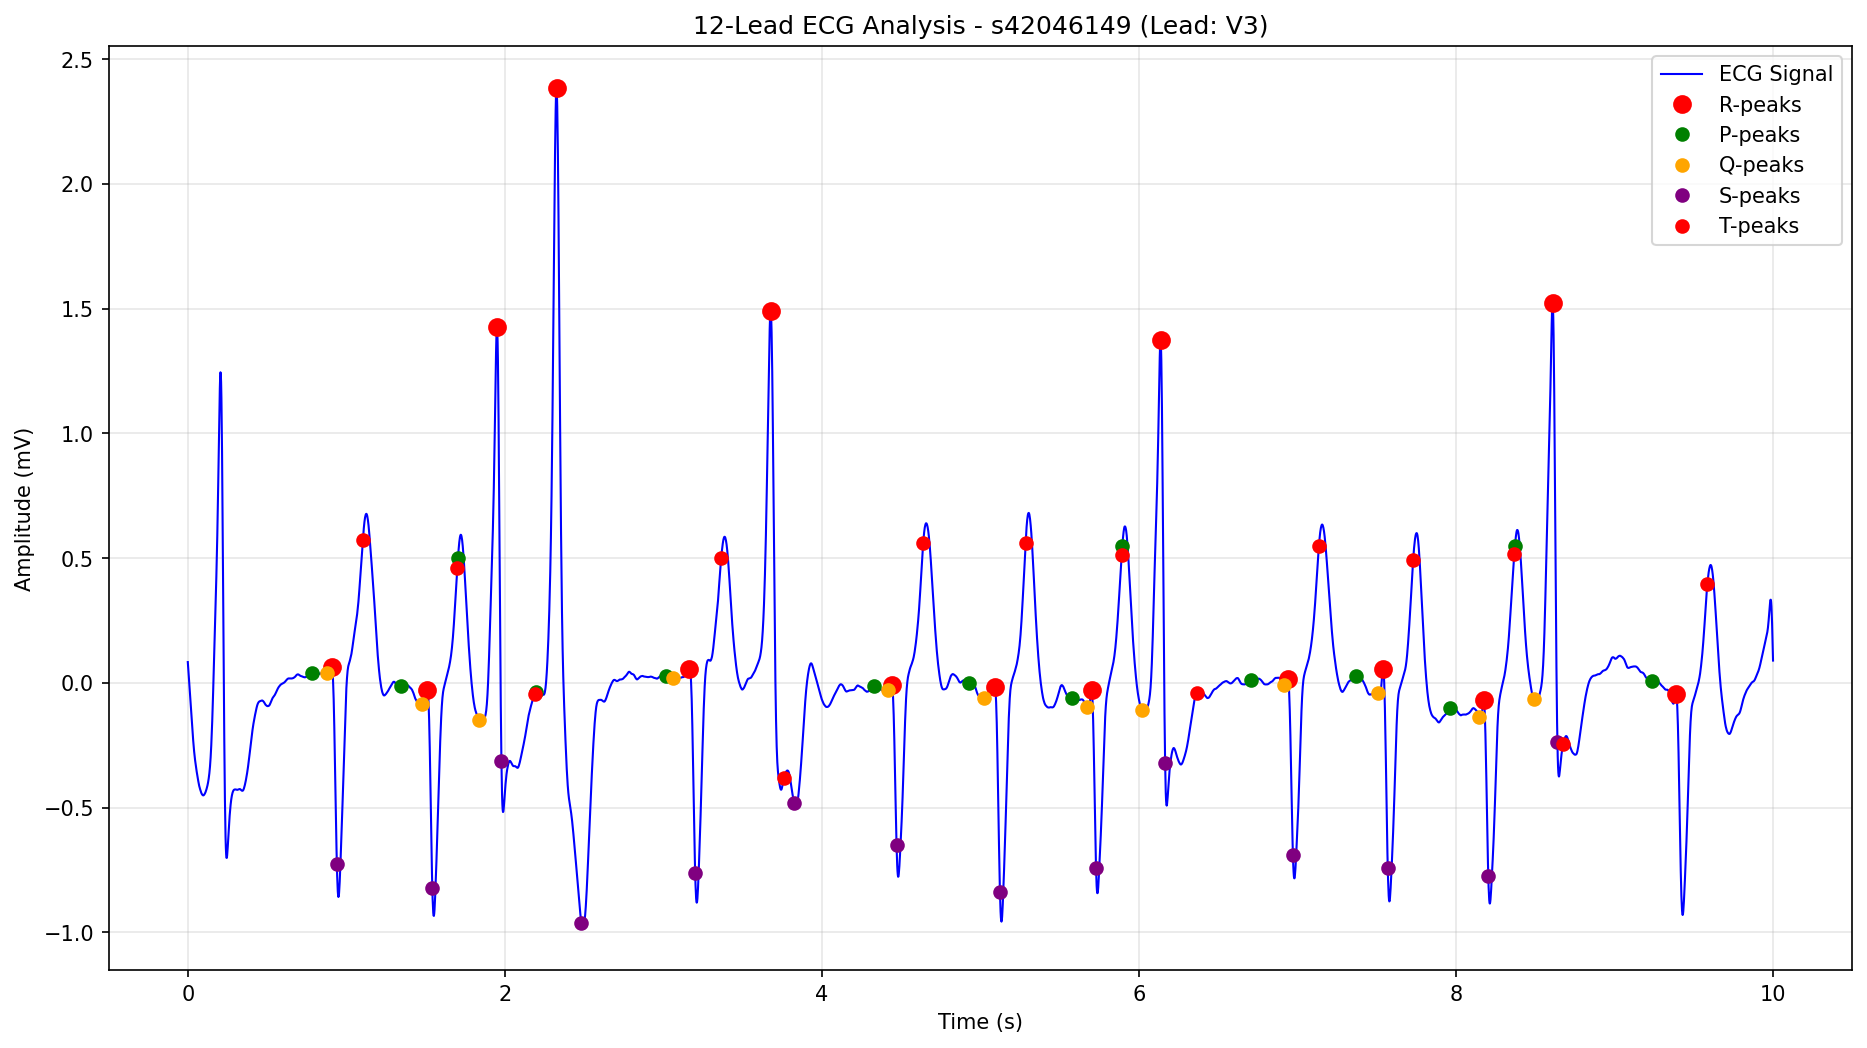 12-Lead ECG Analysis - s42046149 (Lead: V3)
2.5
2.0
1.5
1.0
0.5
0.0
−0.5
−1.0
Amplitude (mV)
ECG Signal
R-peaks
P-peaks
Q-peaks
S-peaks
T-peaks
0 2 4 6 8 10
Time (s)